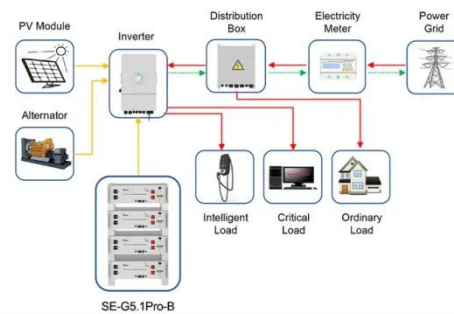 PV Module
Inverter
Distribution
Box
Electricity
Meter
Power
Grid
Alternator
Intelligent
Load
Critical
Load
Ordinary
Load
SE-G5.1Pro-B